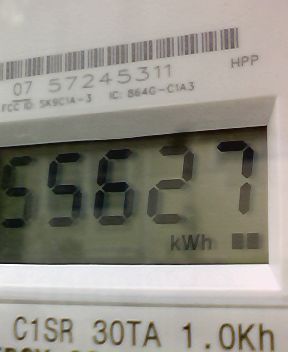 HPP
07 57245311
FCC ID: SK9C1A-3 IC: 864G-C1A3
55627
kWh
C1SR 30TA 1.0Kh